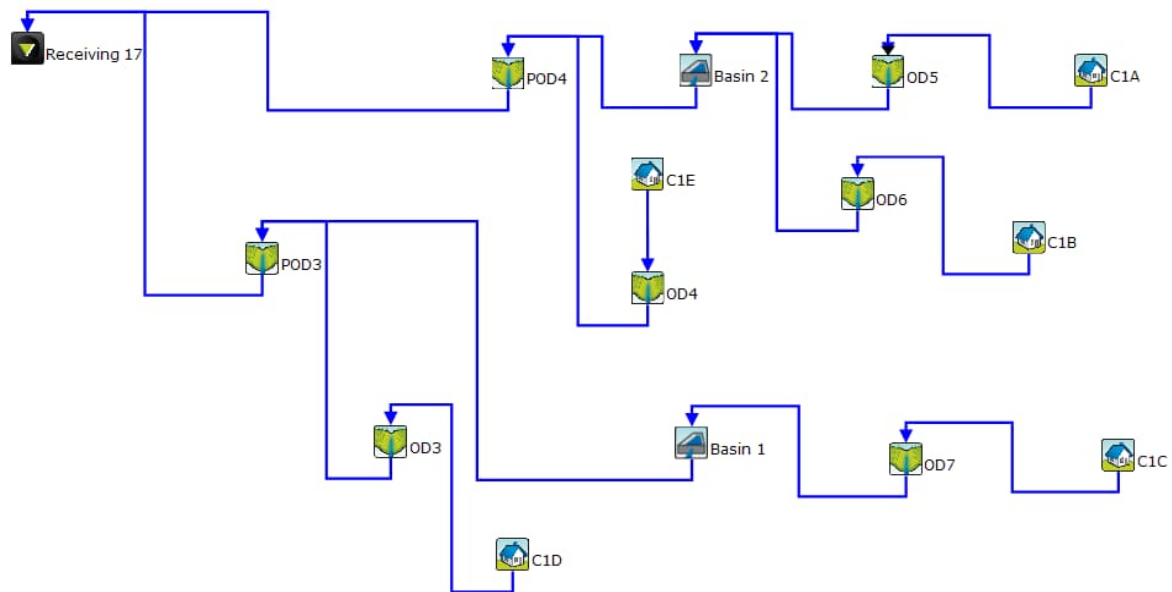 Receiving 17
POD4
Basin 2
OD5
C1A
C1E
OD6
C1B
POD3
OD4
OD3
Basin 1
OD7
C1C
C1D